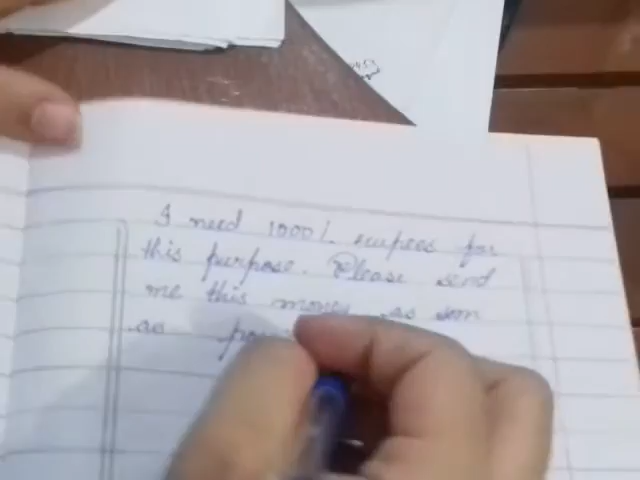 I need 1000/. rupees for
this purpose. Please send
me this money as soon
as